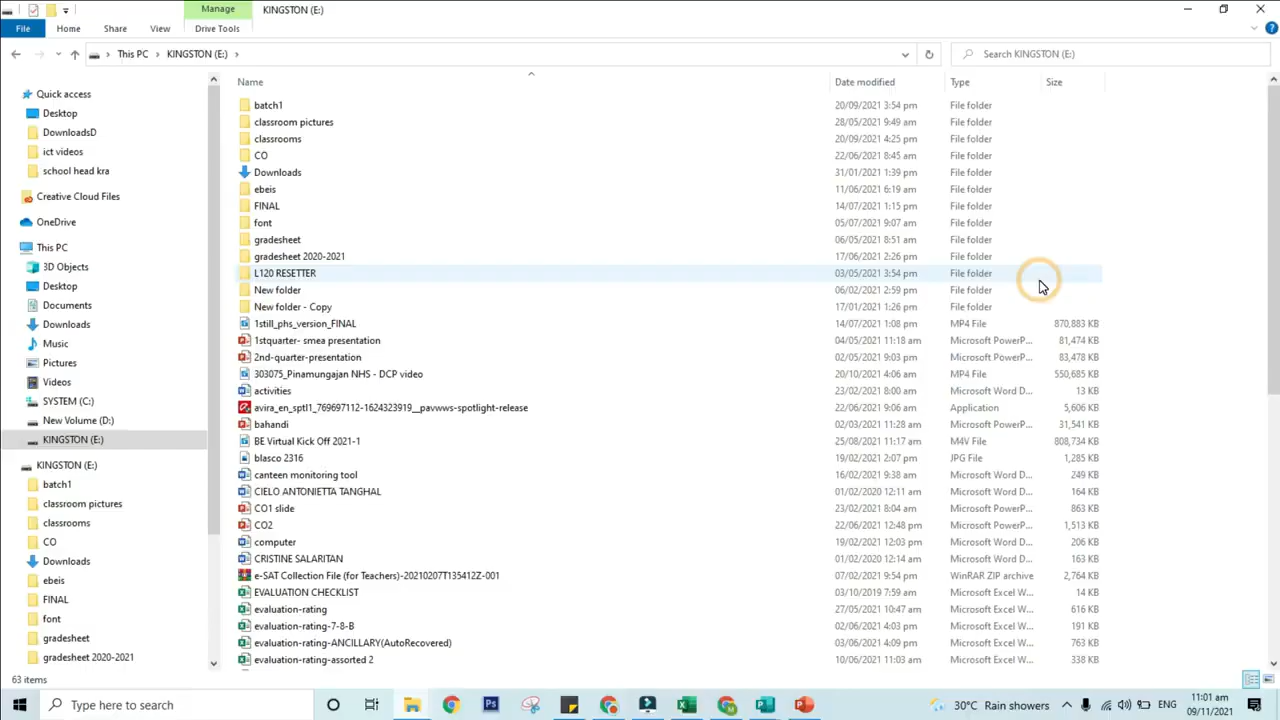 Manage
KINGSTON (E:)
File
Home
Share
View
Drive Tools
This PC > KINGSTON (E:) >
Search KINGSTON (E:)
Name Date modified Type Size
Quick access
Desktop
DownloadsD
ict videos
school head kra
Creative Cloud Files
OneDrive
This PC
3D Objects
Desktop
Documents
Downloads
Music
Pictures
Videos
SYSTEM (C:)
New Volume (D:)
KINGSTON (E:)
KINGSTON (E:)
batch1
classroom pictures
classrooms
CO
Downloads
ebeis
FINAL
font
gradesheet
gradesheet 2020-2021
batch1 20/09/2021 3:54 pm File folder
classroom pictures 28/05/2021 9:49 am File folder
classrooms 20/09/2021 4:25 pm File folder
CO 22/06/2021 8:45 am File folder
Downloads 31/01/2021 1:39 pm File folder
ebeis 11/06/2021 6:19 am File folder
FINAL 14/07/2021 1:15 pm File folder
font 05/07/2021 9:07 am File folder
gradesheet 06/05/2021 8:51 am File folder
gradesheet 2020-2021 17/06/2021 2:26 pm File folder
L120 RESETTER 03/05/2021 3:54 pm File folder
New folder 06/02/2021 2:59 pm File folder
New folder - Copy 17/01/2021 1:26 pm File folder
1still_phs_version_FINAL 14/07/2021 1:08 pm MP4 File 870,883 KB
1stquarter- smea presentation 04/05/2021 11:18 am Microsoft PowerP... 81,474 KB
2nd-quarter-presentation 02/05/2021 9:03 pm Microsoft PowerP... 83,478 KB
303075_Pinamungajan NHS - DCP video 20/10/2021 4:06 am MP4 File 550,685 KB
activities 23/02/2021 8:00 am Microsoft Word D... 13 KB
avira_en_sptl1_769697112-1624323919__pavwws-spotlight-release 22/06/2021 9:06 am Application 5,606 KB
bahandi 02/03/2021 11:28 am Microsoft PowerP... 31,541 KB
BE Virtual Kick Off 2021-1 25/08/2021 11:17 am M4V File 808,734 KB
blasco 2316 19/02/2021 2:07 pm JPG File 1,285 KB
canteen monitoring tool 16/02/2021 9:38 am Microsoft Word D... 249 KB
CIELO ANTONIETTA TANGHAL 01/02/2020 12:11 am Microsoft Word D... 164 KB
CO1 slide 23/02/2021 8:04 am Microsoft PowerP... 863 KB
CO2 22/06/2021 12:48 pm Microsoft PowerP... 1,513 KB
computer 19/02/2021 12:03 pm Microsoft Word D... 206 KB
CRISTINE SALARITAN 01/02/2020 12:14 am Microsoft Word D... 163 KB
e-SAT Collection File (for Teachers)-20210207T135412Z-001 07/02/2021 9:54 pm WinRAR ZIP archive 2,764 KB
EVALUATION CHECKLIST 03/10/2019 7:59 am Microsoft Excel W... 14 KB
evaluation-rating 27/05/2021 10:47 am Microsoft Excel W... 616 KB
evaluation-rating-7-8-B 02/06/2021 4:03 pm Microsoft Excel W... 191 KB
evaluation-rating-ANCILLARY(AutoRecovered) 03/06/2021 4:09 pm Microsoft Excel W... 763 KB
evaluation-rating-assorted 2 10/06/2021 11:03 am Microsoft Excel W... 338 KB
63 items
Type here to search
30°C Rain showers
ENG
11:01 am
09/11/2021